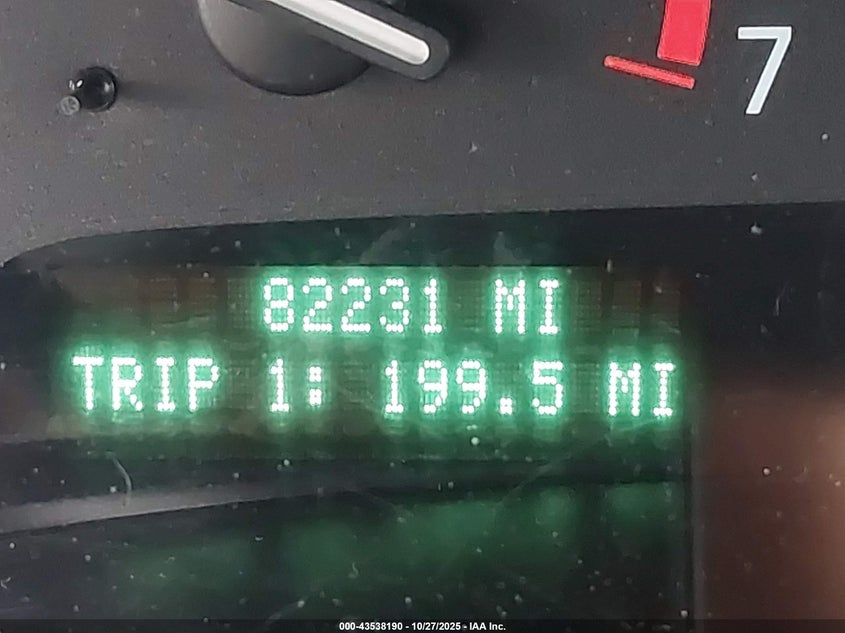 7
82231 MI
TRIP 1: 199.5 MI
000-43538190 - 10/27/2025 - IAA Inc.